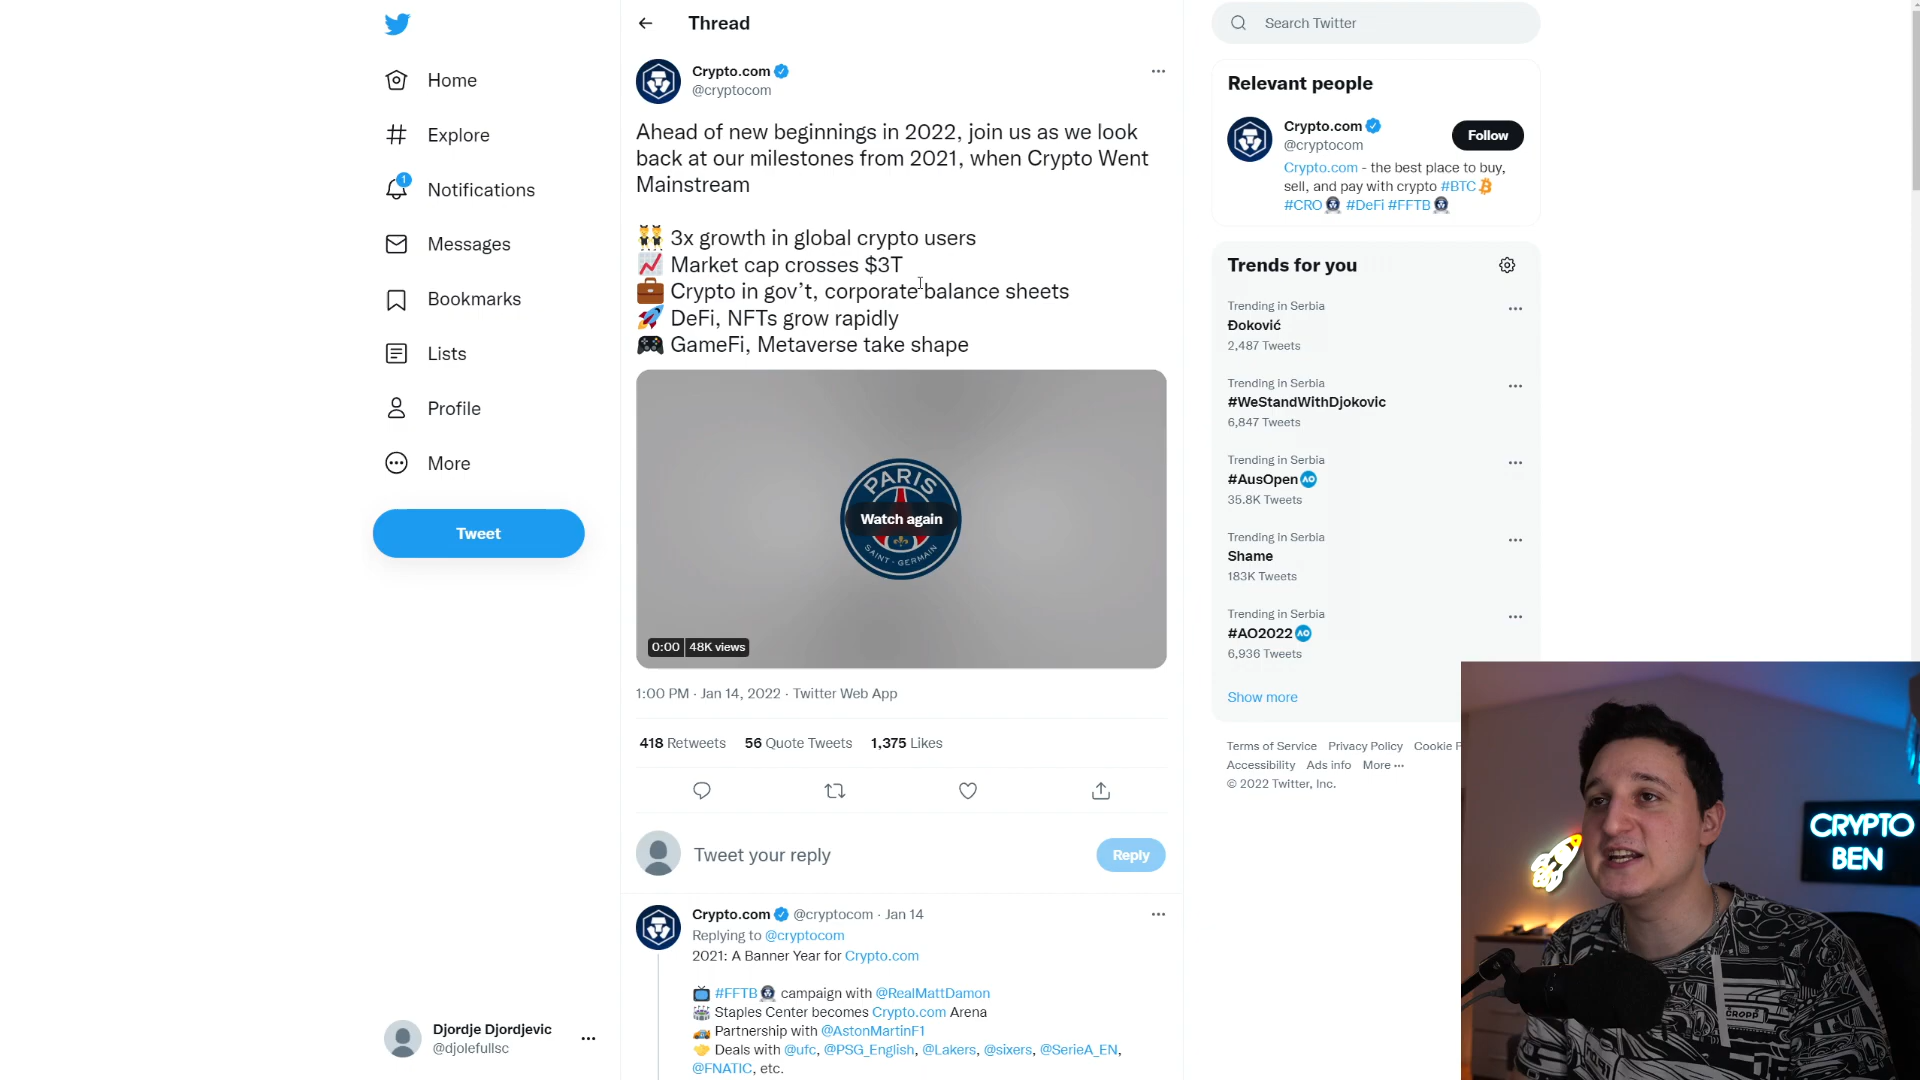 Home
Explore
1
Notifications
Messages
Bookmarks
Lists
Profile
More
Tweet
Djordje Djordjevic
@djolefullsc
Thread
Crypto.com
@cryptocom
Ahead of new beginnings in 2022, join us as we look
back at our milestones from 2021, when Crypto Went
Mainstream
3x growth in global crypto users
Market cap crosses $3T
Crypto in gov’t, corporate balance sheets
DeFi, NFTs grow rapidly
GameFi, Metaverse take shape
PARIS
Watch again
SAINT-GERMAIN
0:00 48K views
1:00 PM · Jan 14, 2022 · Twitter Web App
418 Retweets 56 Quote Tweets 1,375 Likes
Tweet your reply
Reply
Crypto.com @cryptocom · Jan 14
Replying to @cryptocom
2021: A Banner Year for Crypto.com
#FFTB campaign with @RealMattDamon
Staples Center becomes Crypto.com Arena
Partnership with @AstonMartinF1
Deals with @ufc, @PSG_English, @Lakers, @sixers, @SerieA_EN,
@FNATIC, etc.
Search Twitter
Relevant people
Crypto.com
@cryptocom
Follow
Crypto.com - the best place to buy,
sell, and pay with crypto #BTC
#CRO #DeFi #FFTB
Trends for you
Trending in Serbia
Đoković
2,487 Tweets
Trending in Serbia
#WeStandWithDjokovic
6,847 Tweets
Trending in Serbia
#AusOpen AO
35.8K Tweets
Trending in Serbia
Shame
183K Tweets
Trending in Serbia
#AO2022 AO
6,936 Tweets
Show more
Terms of Service Privacy Policy Cookie P
Accessibility Ads info More ···
© 2022 Twitter, Inc.
CRYPTO
BEN
CROPP